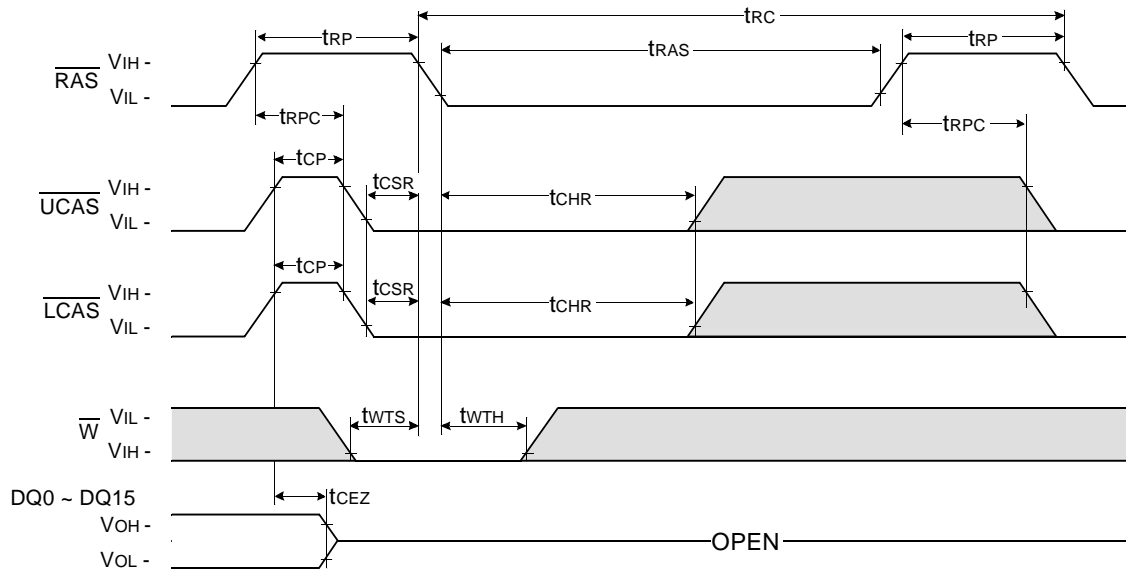 tRC
tRP tRAS tRP
RAS VIH -
VIL -
tRPC tRPC
tCP
UCAS VIH - tCSR tCHR
VIL -
tCP
LCAS VIH - tCSR tCHR
VIL -
W VIL - tWTS tWTH
VIH -
DQ0 ~ DQ15 tCEZ
VOH -
OPEN
VOL -